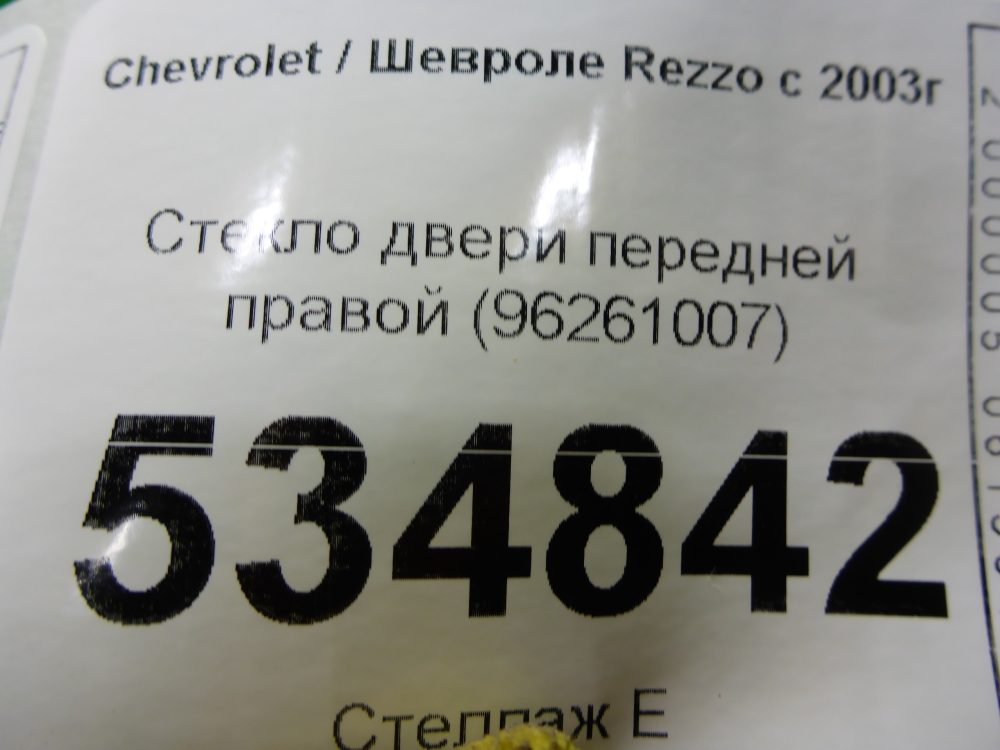 Chevrolet / Шевроле Rezzo с 2003г
Стекло двери передней
правой (96261007)
534842
Стеллаж Е